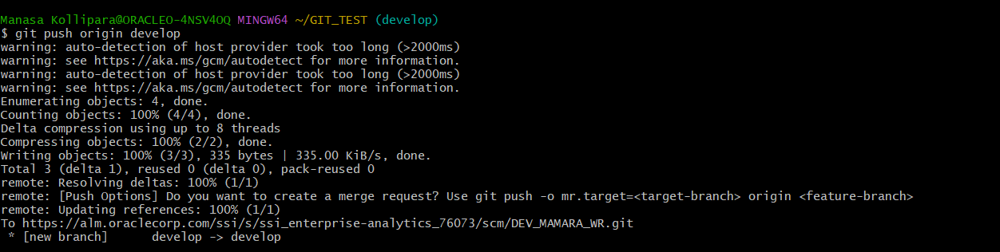 Manasa Kollipara@ORACLEO-4NSV4OQ MINGW64 ~/GIT_TEST (develop)
$ git push origin develop
warning: auto-detection of host provider took too long (>2000ms)
warning: see https://aka.ms/gcm/autodetect for more information.
warning: auto-detection of host provider took too long (>2000ms)
warning: see https://aka.ms/gcm/autodetect for more information.
Enumerating objects: 4, done.
Counting objects: 100% (4/4), done.
Delta compression using up to 8 threads
Compressing objects: 100% (2/2), done.
Writing objects: 100% (3/3), 335 bytes | 335.00 KiB/s, done.
Total 3 (delta 1), reused 0 (delta 0), pack-reused 0
remote: Resolving deltas: 100% (1/1)
remote: [Push Options] Do you want to create a merge request? Use git push -o mr.target=<target-branch> origin <feature-branch>
remote: Updating references: 100% (1/1)
To https://alm.oraclecorp.com/ssi/s/ssi_enterprise-analytics_76073/scm/DEV_MAMARA_WR.git
 * [new branch]      develop -> develop